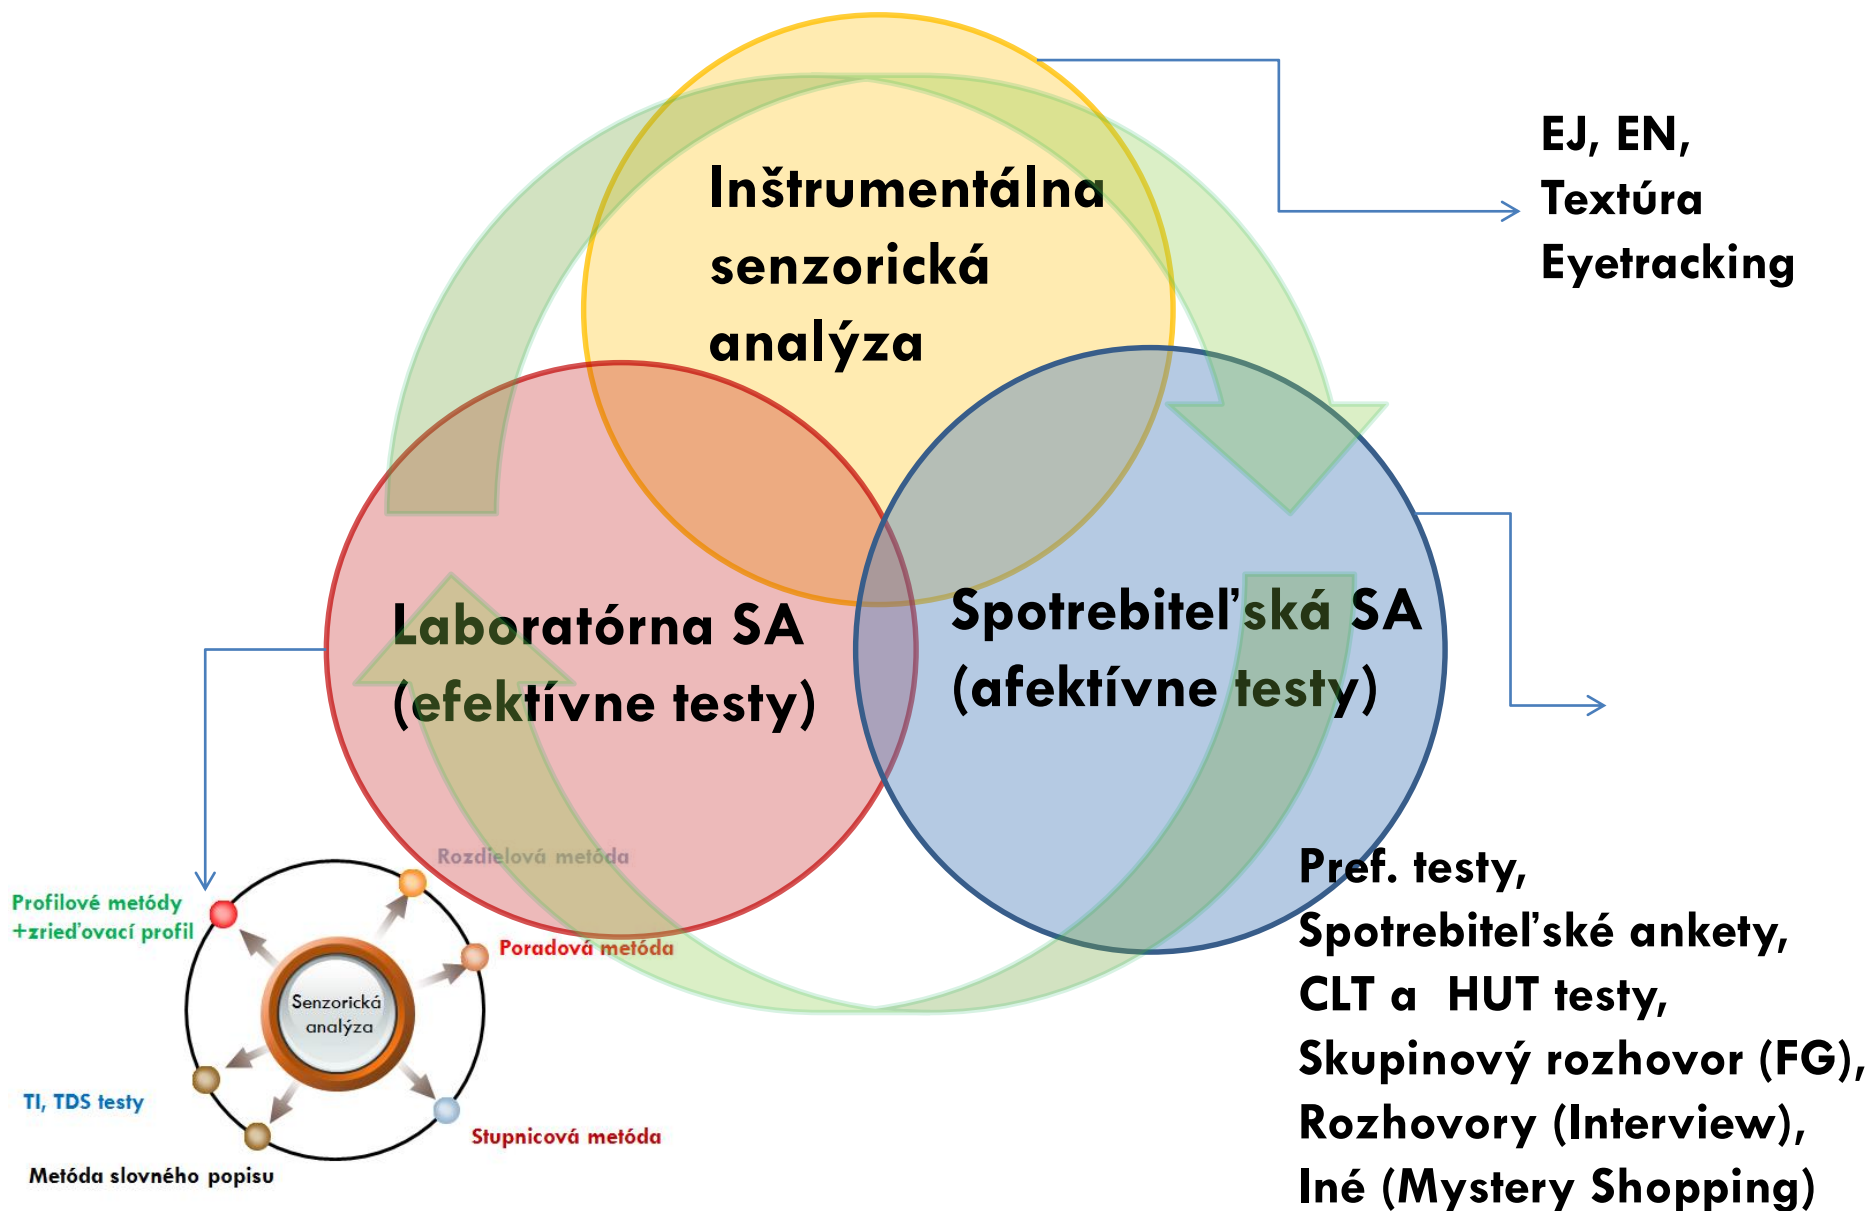 Inštrumentálna
senzorická
analýza
EJ, EN,
Textúra
Eyetracking
Laboratórna SA
(efektívne testy)
Spotrebiteľská SA
(afektívne testy)
Rozdielová metóda
Profilové metódy
+zrieďovací profil
Poradová metóda
Senzorická
analýza
TI, TDS testy
Stupnicová metóda
Metóda slovného popisu
Pref. testy,
Spotrebiteľské ankety,
CLT a HUT testy,
Skupinový rozhovor (FG),
Rozhovory (Interview),
Iné (Mystery Shopping)